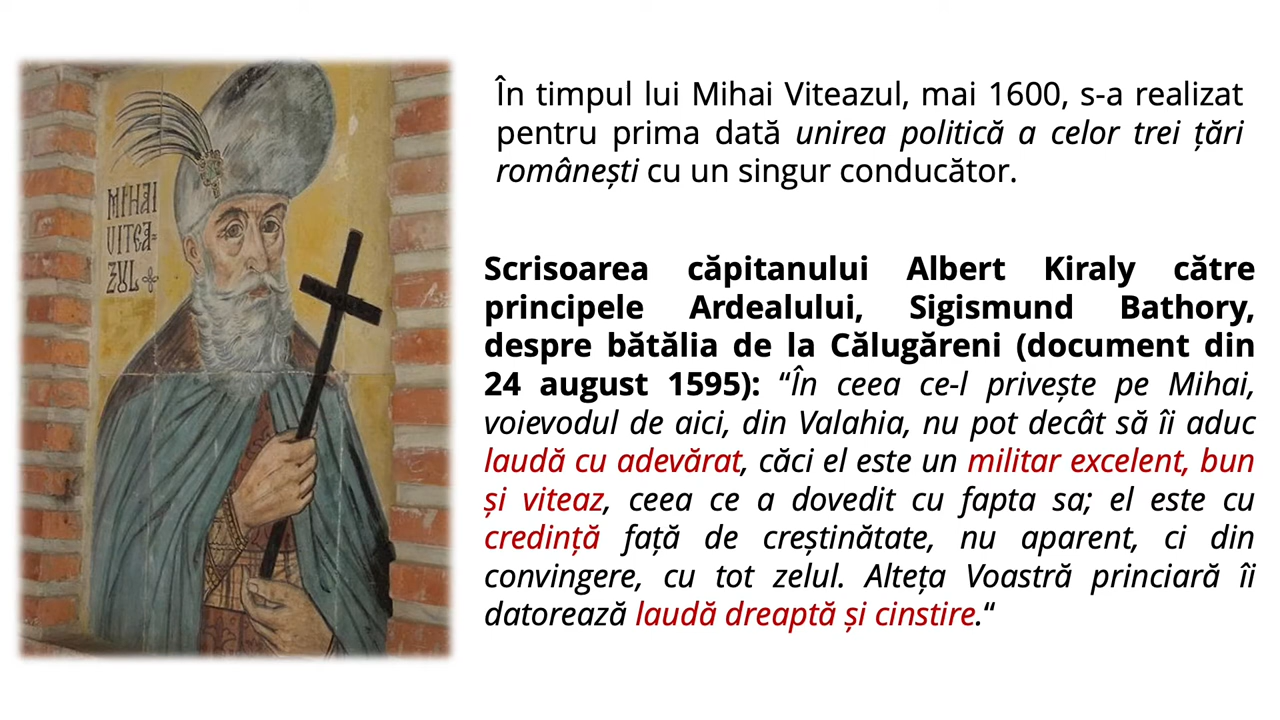 MIHAI
VITEA=
ZUL
În timpul lui Mihai Viteazul, mai 1600, s-a realizat
pentru prima dată unirea politică a celor trei țări
românești cu un singur conducător.
Scrisoarea căpitanului Albert Kiraly către
principele Ardealului, Sigismund Bathory,
despre bătălia de la Călugăreni (document din
24 august 1595): “În ceea ce-l privește pe Mihai,
voievodul de aici, din Valahia, nu pot decât să îi aduc
laudă cu adevărat, căci el este un militar excelent, bun
și viteaz, ceea ce a dovedit cu fapta sa; el este cu
credință față de creștinătate, nu aparent, ci din
convingere, cu tot zelul. Alteța Voastră princiară îi
datorează laudă dreaptă și cinstire.“